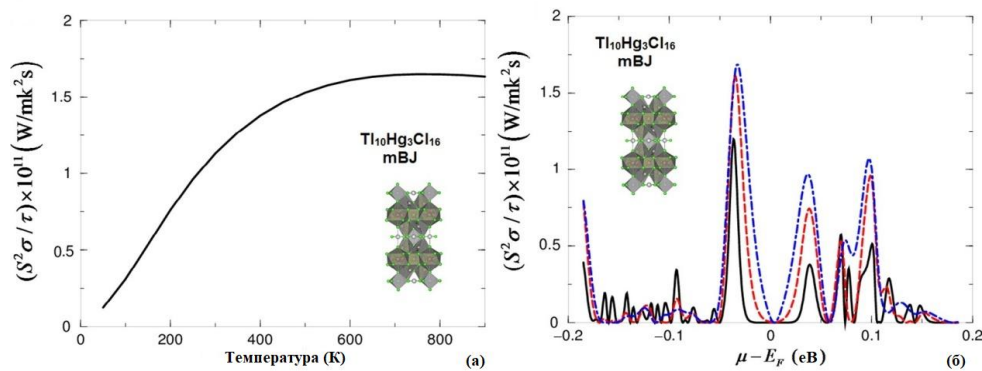 2
1.5
1
0.5
0
0
200
400
600
800
(S²σ/τ)×10¹¹(W/mk²s)
Tl₁₀Hg₃Cl₁₆
mBJ
Температура (K)
(а)
2
1.5
1
0.5
0
−0.2
−0.1
0
0.1
0.2
(S²σ/τ)×10¹¹(W/mk²s)
Tl₁₀Hg₃Cl₁₆
mBJ
μ − E_F (eВ)
(б)